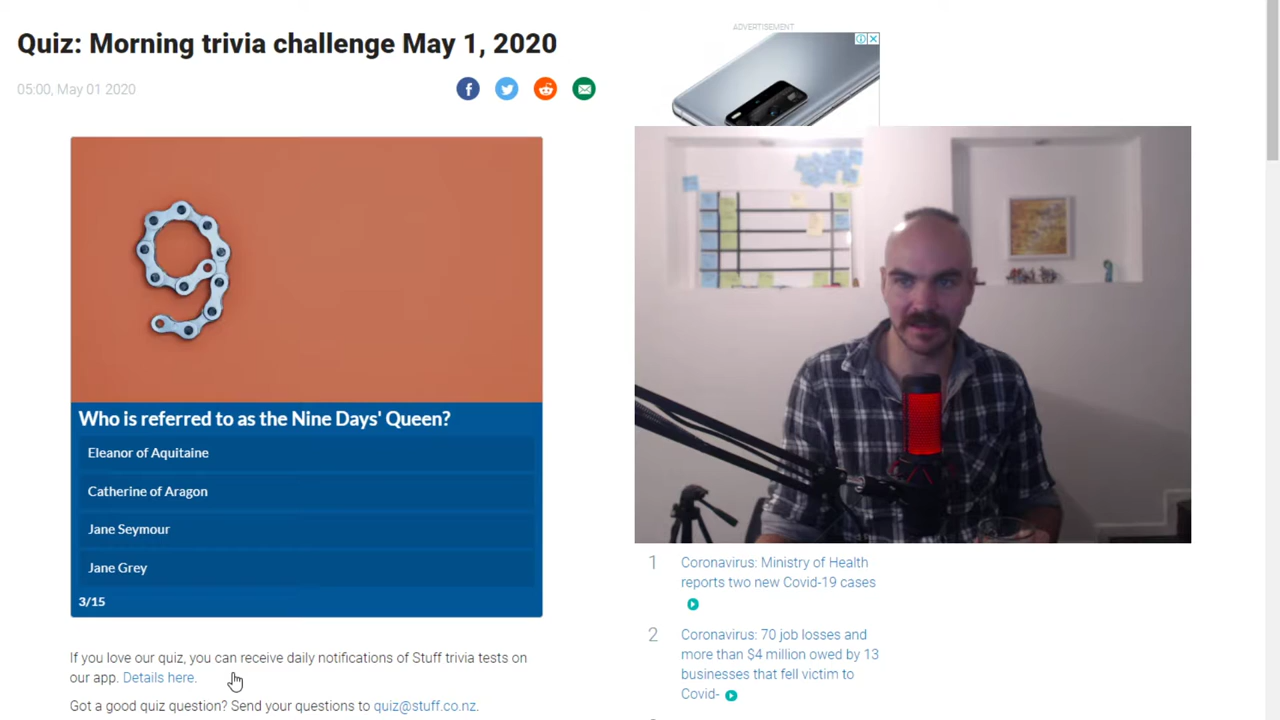 Quiz: Morning trivia challenge May 1, 2020
05:00, May 01 2020
Who is referred to as the Nine Days' Queen?
Eleanor of Aquitaine
Catherine of Aragon
Jane Seymour
Jane Grey
3/15
If you love our quiz, you can receive daily notifications of Stuff trivia tests on
our app. Details here.
Got a good quiz question? Send your questions to quiz@stuff.co.nz.
ADVERTISEMENT
1
Coronavirus: Ministry of Health
reports two new Covid-19 cases
2
Coronavirus: 70 job losses and
more than $4 million owed by 13
businesses that fell victim to
Covid-